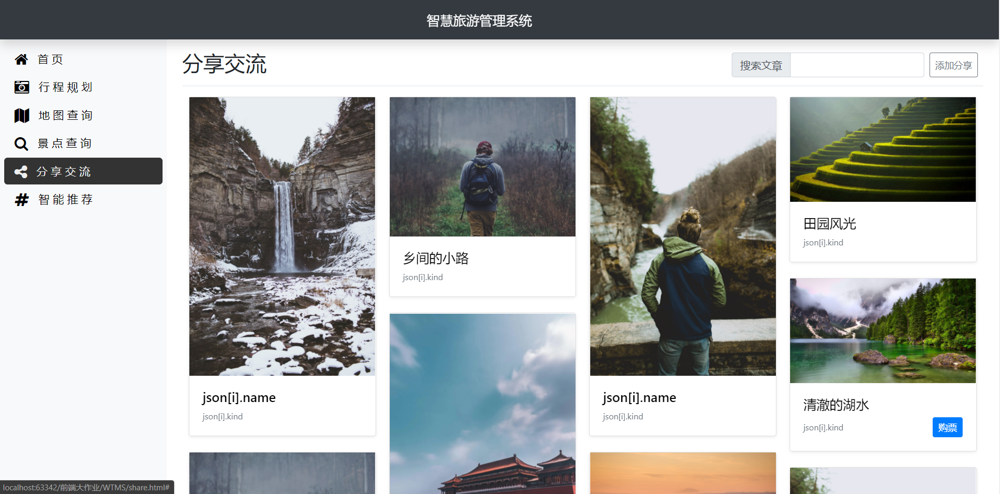 智慧旅游管理系统
首页
行程规划
地图查询
景点查询
分享交流
智能推荐
分享交流
搜索文章
添加分享
json[i].name
json[i].kind
乡间的小路
json[i].kind
json[i].name
json[i].kind
田园风光
json[i].kind
清澈的湖水
json[i].kind
购票
localhost:63342/前端大作业/WTMS/share.html#